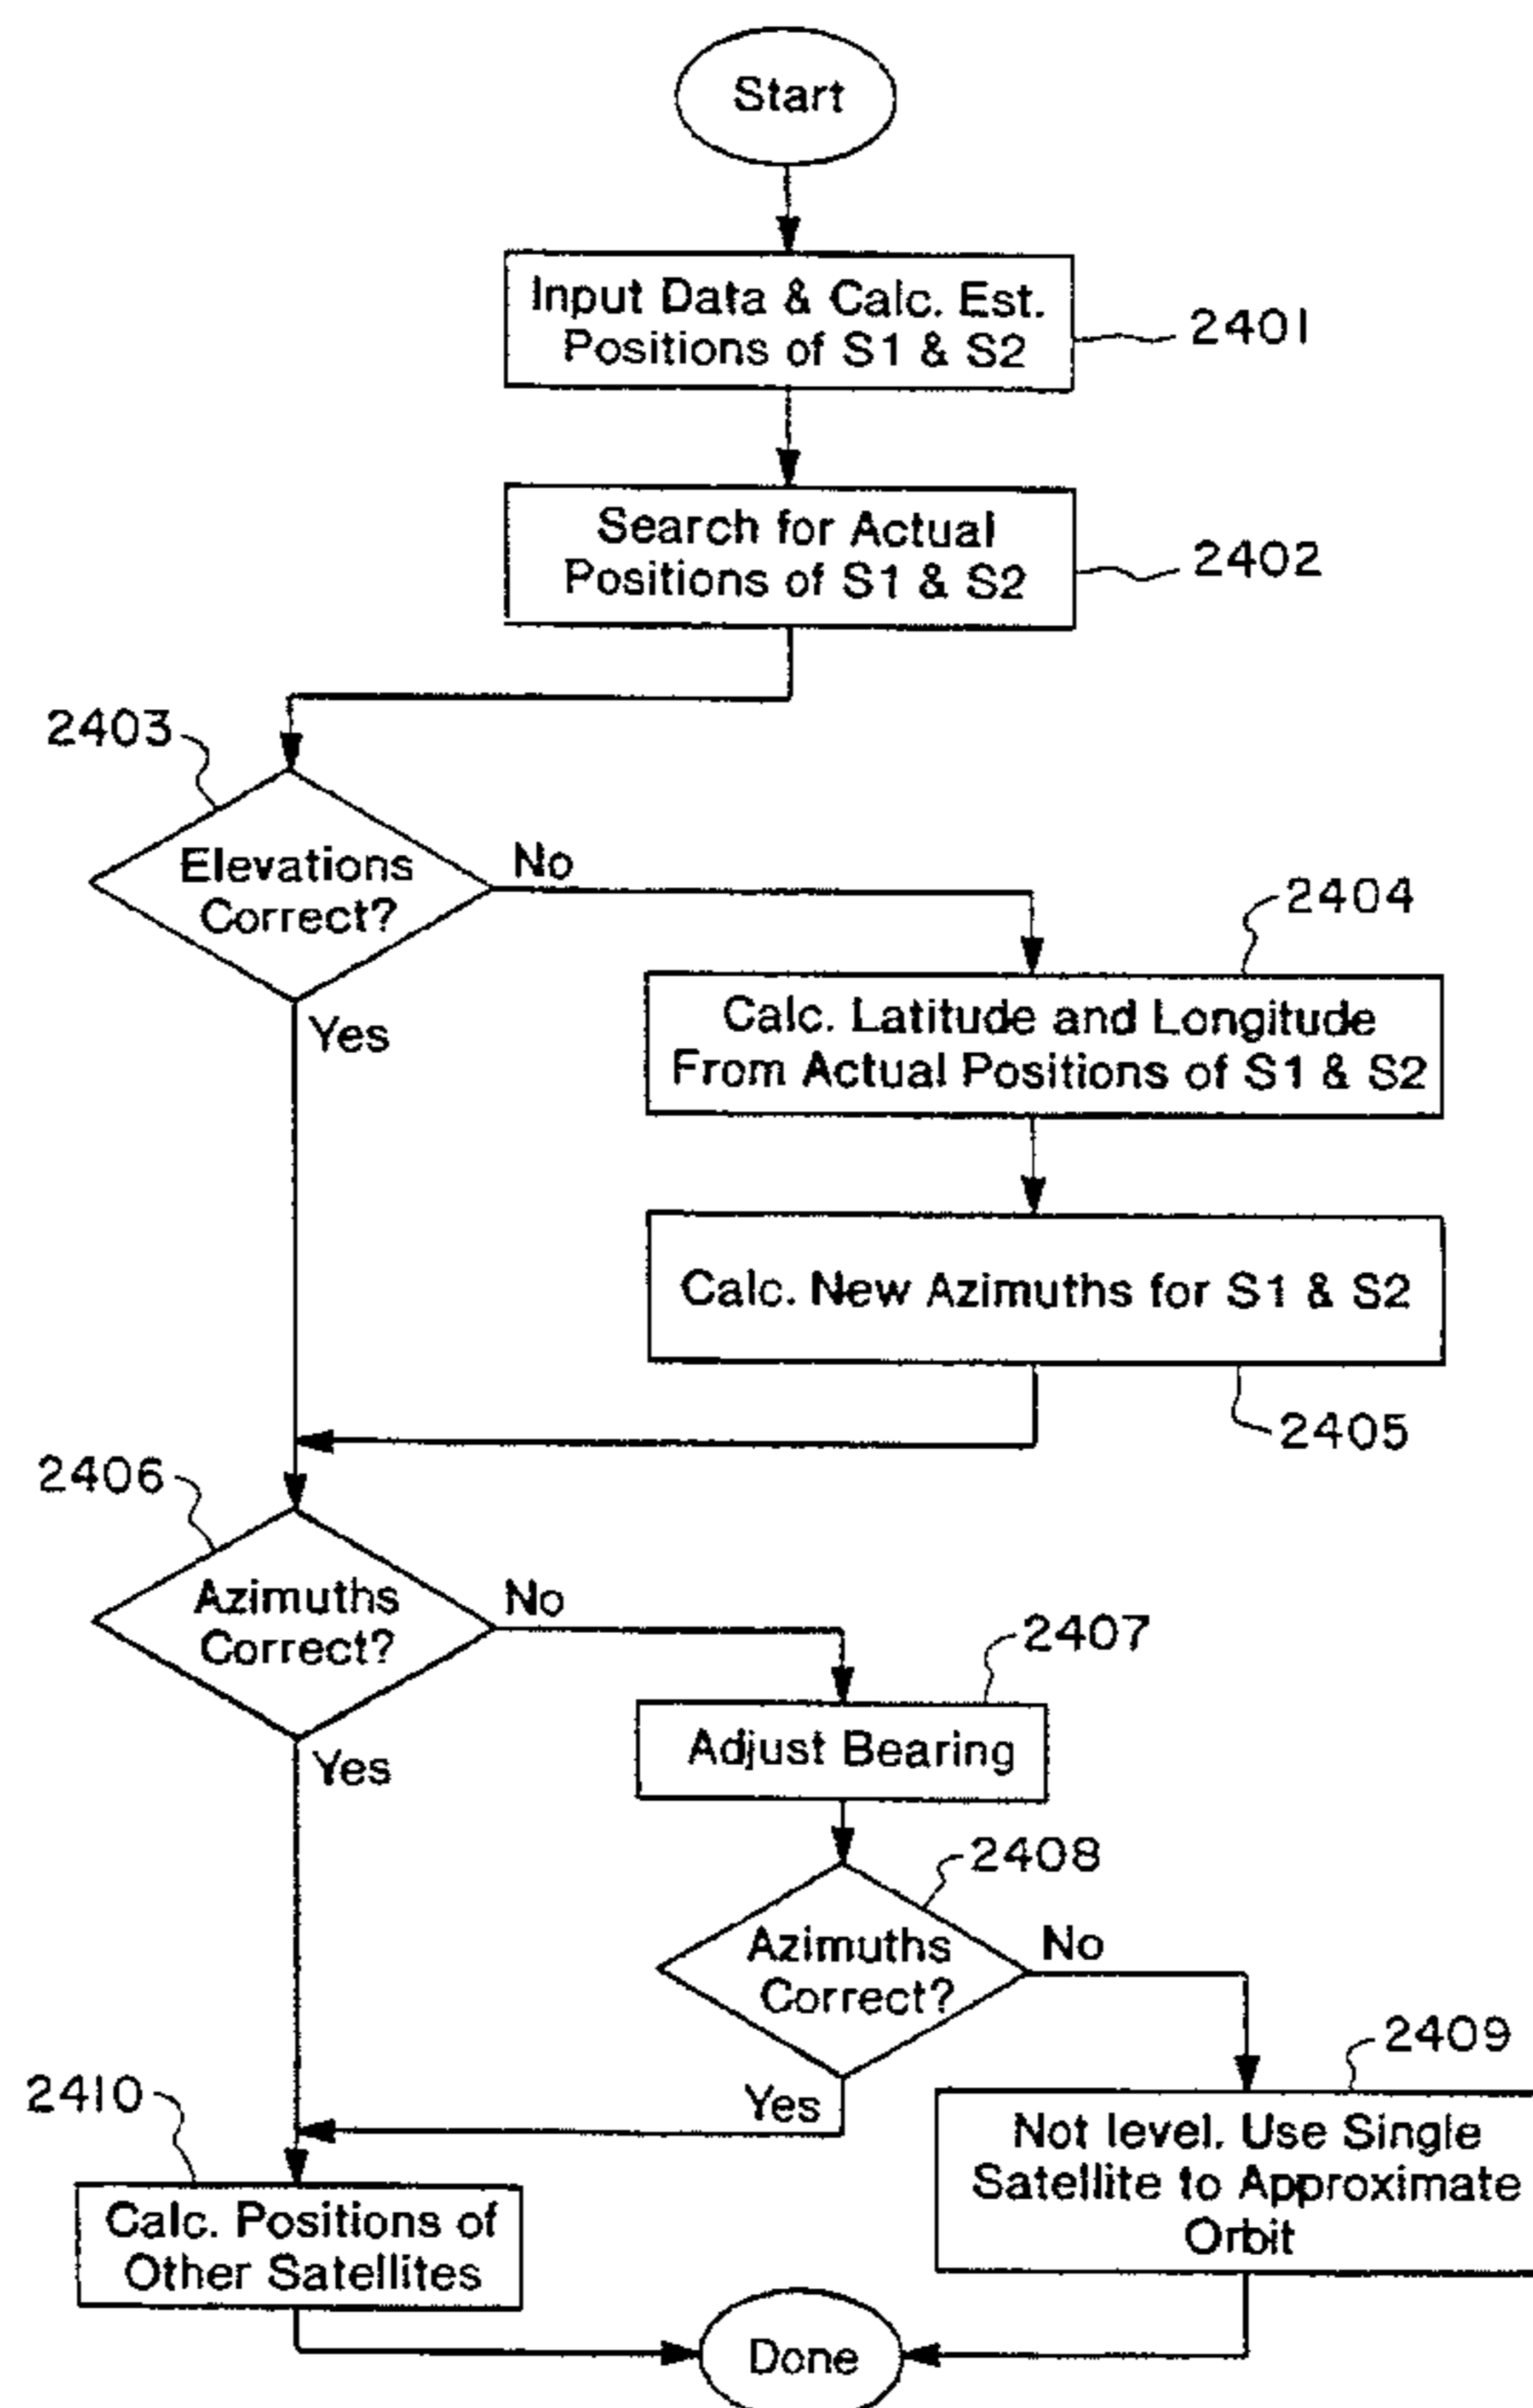 Start
Input Data & Calc. Est.
Positions of S1 & S2
2401
Search for Actual
Positions of S1 & S2
2402
2403
Elevations
Correct?
No
Yes
2404
Calc. Latitude and Longitude
From Actual Positions of S1 & S2
Calc. New Azimuths for S1 & S2
2405
2406
Azimuths
Correct?
No
Yes
2407
Adjust Bearing
2408
Azimuths
Correct?
No
Yes
2409
Not level. Use Single
Satellite to Approximate
Orbit
2410
Calc. Positions of
Other Satellites
Done